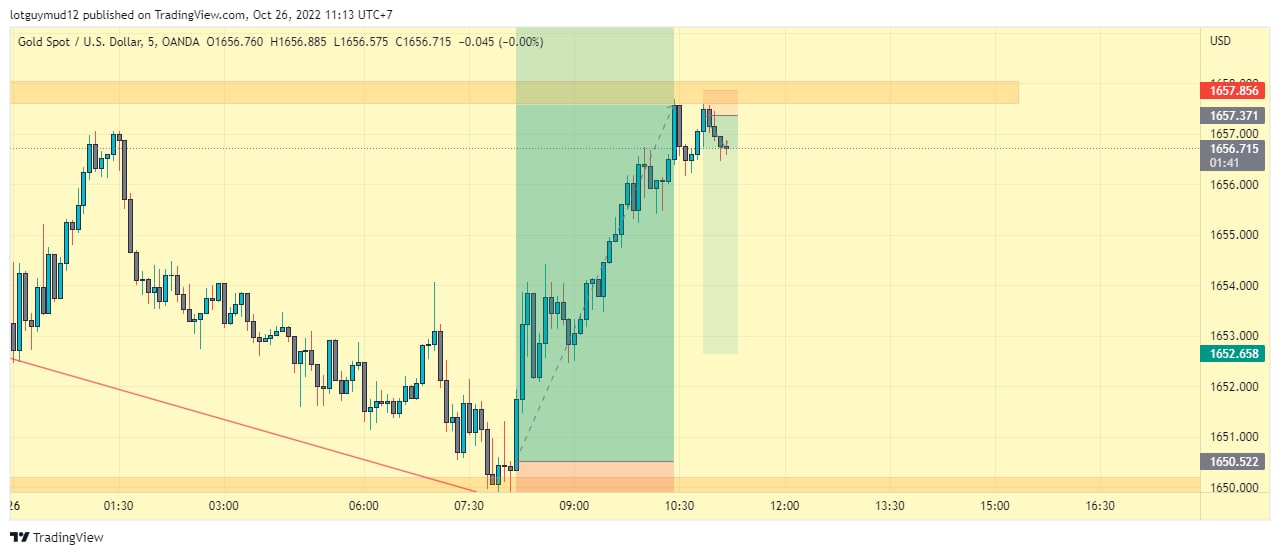 lotguymud12 published on TradingView.com, Oct 26, 2022 11:13 UTC+7
Gold Spot / U.S. Dollar, 5, OANDA O1656.760 H1656.885 L1656.575 C1656.715 −0.045 (−0.00%)
USD
1657.856
1657.371
1657.000
1656.715
01:41
1656.000
1655.000
1654.000
1653.000
1652.658
1652.000
1651.000
1650.522
1650.000
26 01:30 03:00 06:00 07:30 09:00 10:30 12:00 13:30 15:00 16:30
TradingView